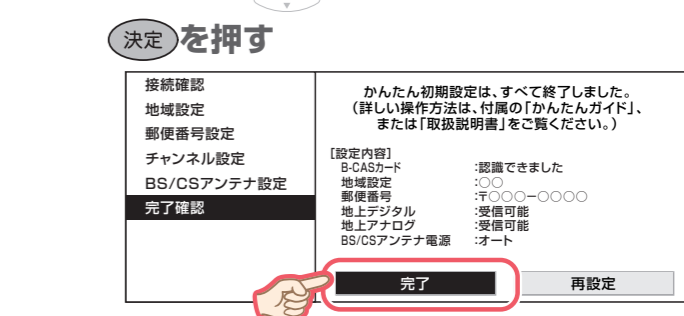 決定を押す
接続確認
地域設定
郵便番号設定
チャンネル設定
BS/CSアンテナ設定
完了確認
かんたん初期設定は、すべて終了しました。
(詳しい操作方法は、付属の「かんたんガイド」、
または「取扱説明書」をご覧ください。)
[設定内容]
B-CASカード :認識できました
地域設定 :○○
郵便番号 :〒○○○−○○○○
地上デジタル :受信可能
地上アナログ :受信可能
BS/CSアンテナ電源 :オート
完了 再設定